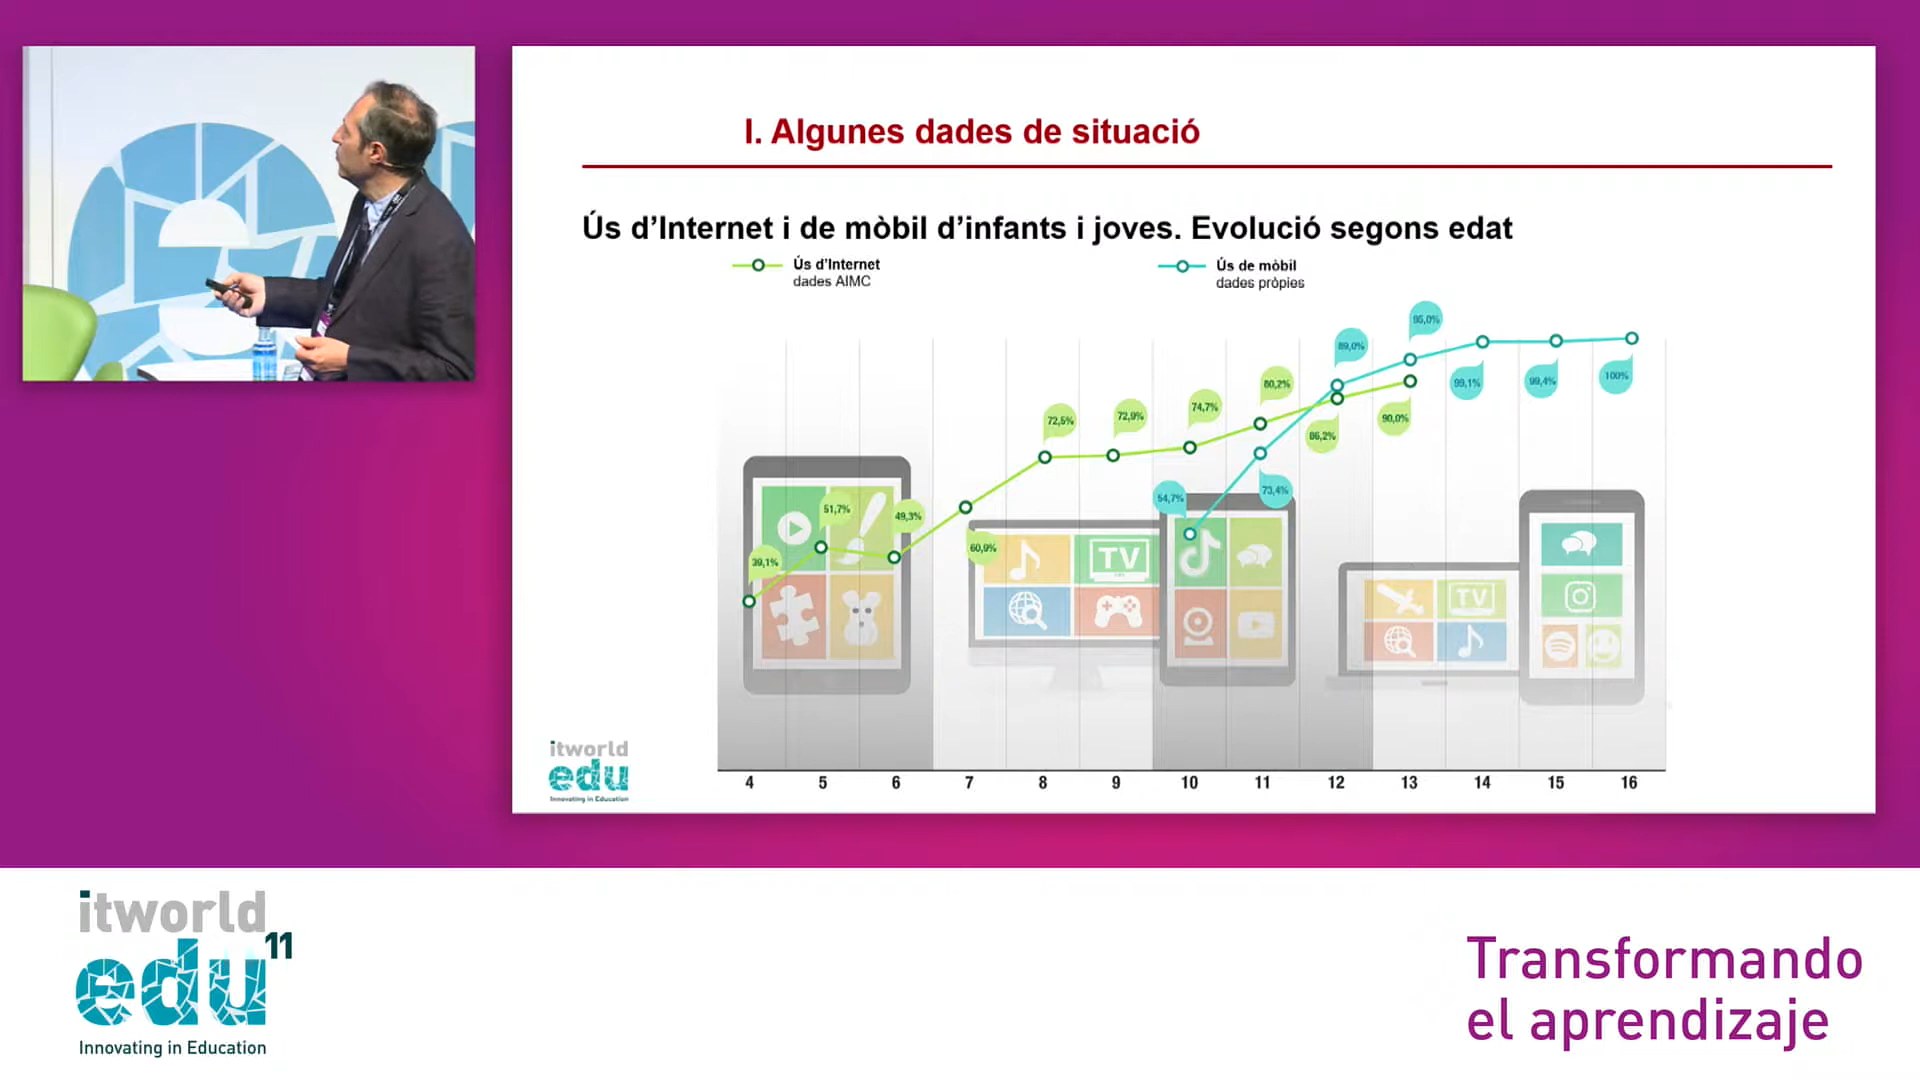 I. Algunes dades de situació
Ús d’Internet i de mòbil d’infants i joves. Evolució segons edat
Ús d’Internet
dades AIMC
Ús de mòbil
dades pròpies
39,1%
51,7%
49,3%
60,9%
72,5%
72,9%
74,7%
80,2%
86,2%
90,0%
54,7%
73,4%
89,0%
95,0%
99,1%
99,4%
100%
TV
TV
4 5 6 7 8 9 10 11 12 13 14 15 16
itworld
edu
Innovating in Education
itworld
edu 11
Innovating in Education
Transformando
el aprendizaje